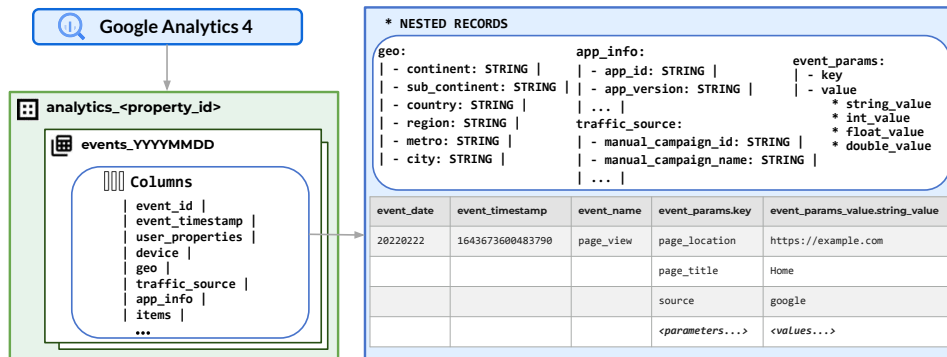 Google Analytics 4
analytics_<property_id>
events_YYYYMMDD
Columns
| event_id |
| event_timestamp |
| user_properties |
| device |
| geo |
| traffic_source |
| app_info |
| items |
...
* NESTED RECORDS
geo:
| - continent: STRING |
| - sub_continent: STRING |
| - country: STRING |
| - region: STRING |
| - metro: STRING |
| - city: STRING |
app_info:
| - app_id: STRING |
| - app_version: STRING |
| ... |
traffic_source:
| - manual_campaign_id: STRING |
| - manual_campaign_name: STRING |
| ... |
event_params:
| - key
| - value
* string_value
* int_value
* float_value
* double_value
event_date event_timestamp event_name event_params.key event_params_value.string_value
20220222 1643673600483790 page_view page_location https://example.com
page_title Home
source google
<parameters...> <values...>